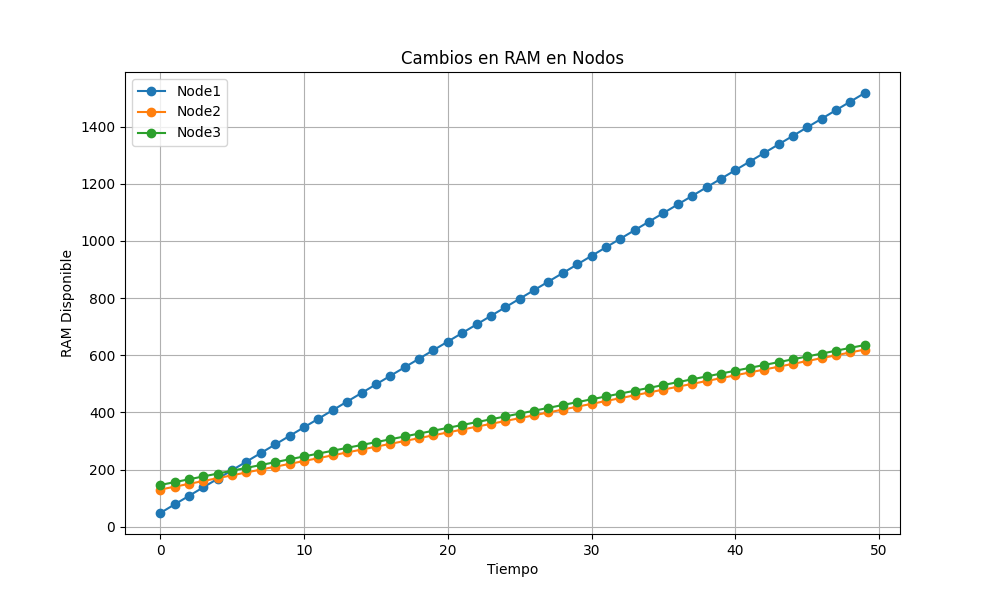 Cambios en RAM en Nodos
Node1
Node2
Node3
1400
1200
1000
800
600
400
200
0
RAM Disponible
0 10 20 30 40 50
Tiempo